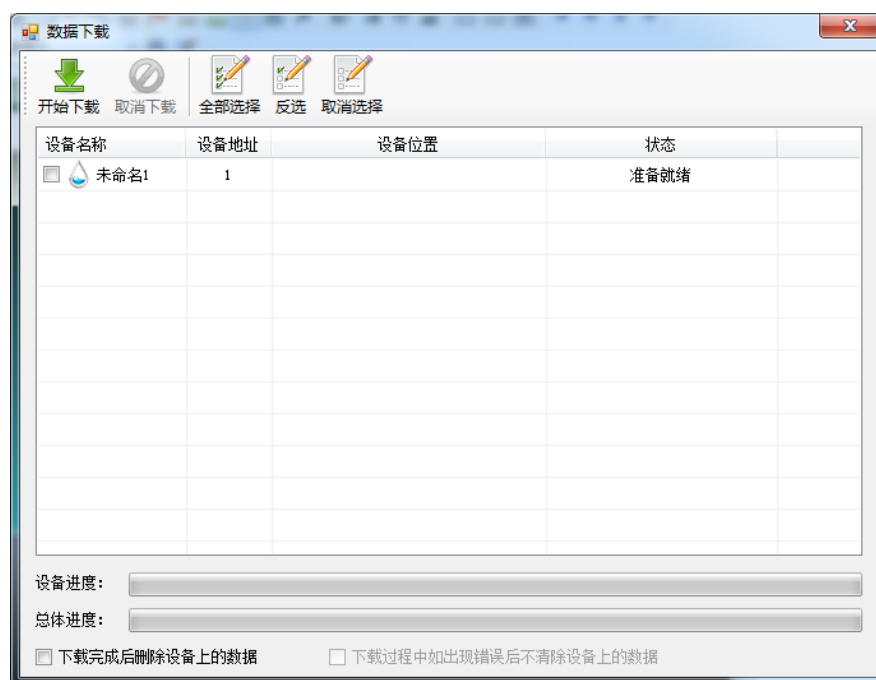 数据下载
开始下载 取消下载 全部选择 反选 取消选择
设备名称 设备地址 设备位置 状态
未命名1 1 准备就绪
设备进度：
总体进度：
下载完成后删除设备上的数据 下载过程中如出现错误后不清除设备上的数据